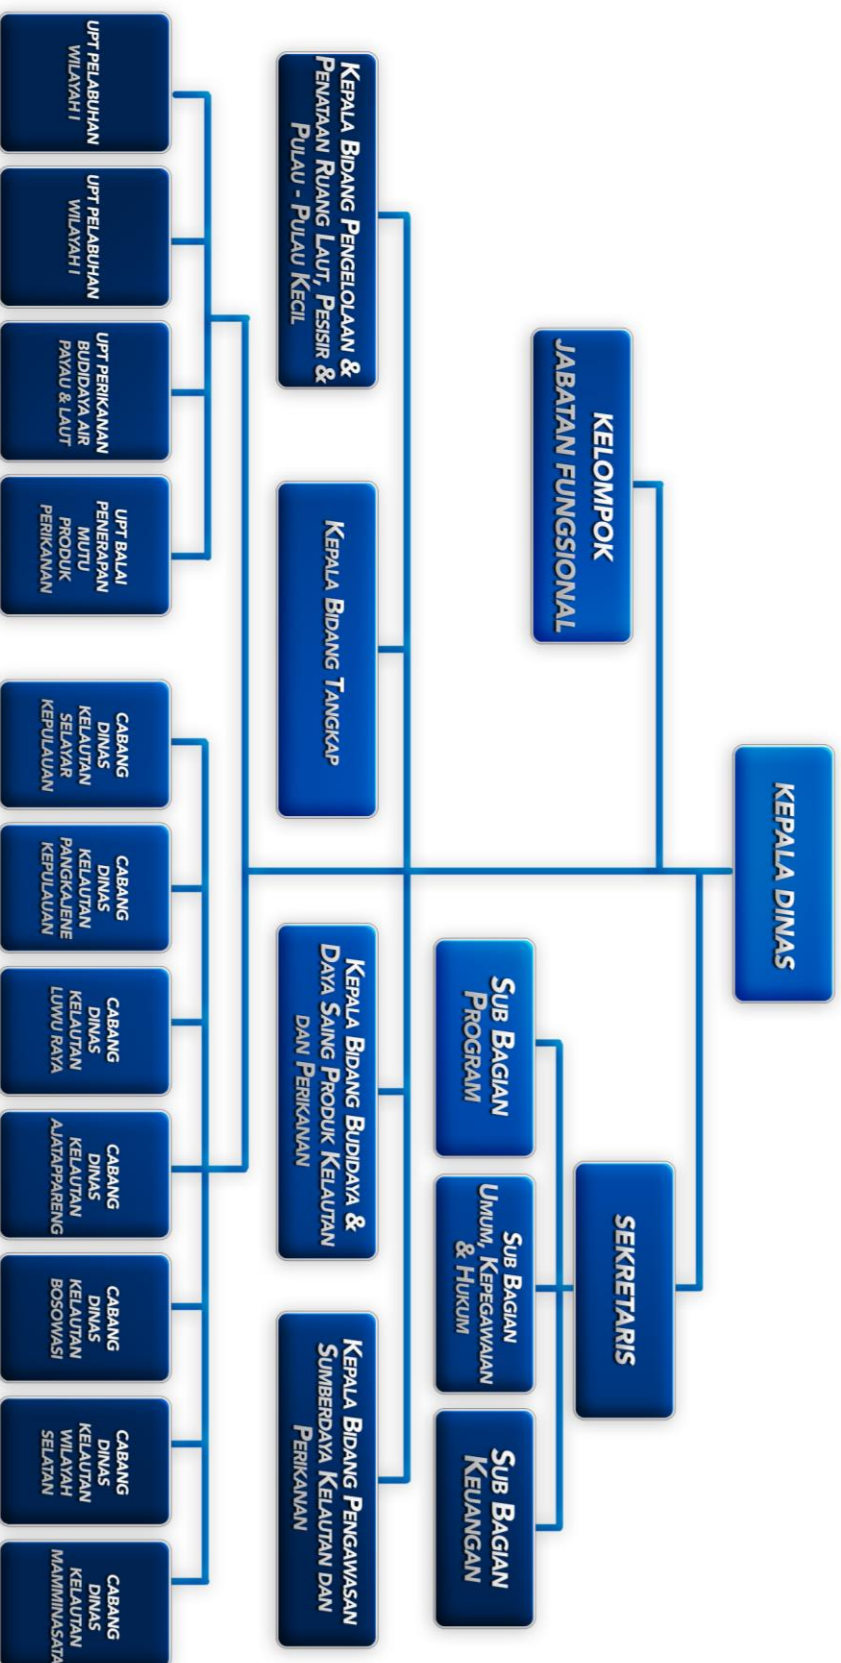 KEPALA DINAS
KELOMPOK
JABATAN FUNGSIONAL
SEKRETARIS
SUB BAGIAN
PROGRAM
SUB BAGIAN
UMUM, KEPEGAWAIAN
& HUKUM
SUB BAGIAN
KEUANGAN
KEPALA BIDANG PENGELOLAAN &
PENATAAN RUANG LAUT, PESISIR &
PULAU - PULAU KECIL
KEPALA BIDANG TANGKAP
KEPALA BIDANG BUDIDAYA &
DAYA SAING PRODUK KELAUTAN
DAN PERIKANAN
KEPALA BIDANG PENGAWASAN
SUMBERDAYA KELAUTAN DAN
PERIKANAN
UPT PELABUHAN
WILAYAH I
UPT PELABUHAN
WILAYAH I
UPT PERIKANAN
BUDIDAYA AIR
PAYAU & LAUT
UPT BALAI
PENERAPAN
MUTU
PRODUK
PERIKANAN
CABANG
DINAS
KELAUTAN
SELAYAR
KEPULAUAN
CABANG
DINAS
KELAUTAN
PANGKAJENE
KEPULAUAN
CABANG
DINAS
KELAUTAN
LUWU RAYA
CABANG
DINAS
KELAUTAN
AJATAPPARENG
CABANG
DINAS
KELAUTAN
BOSOWASI
CABANG
DINAS
KELAUTAN
WILAYAH
SELATAN
CABANG
DINAS
KELAUTAN
MAMMINASATA